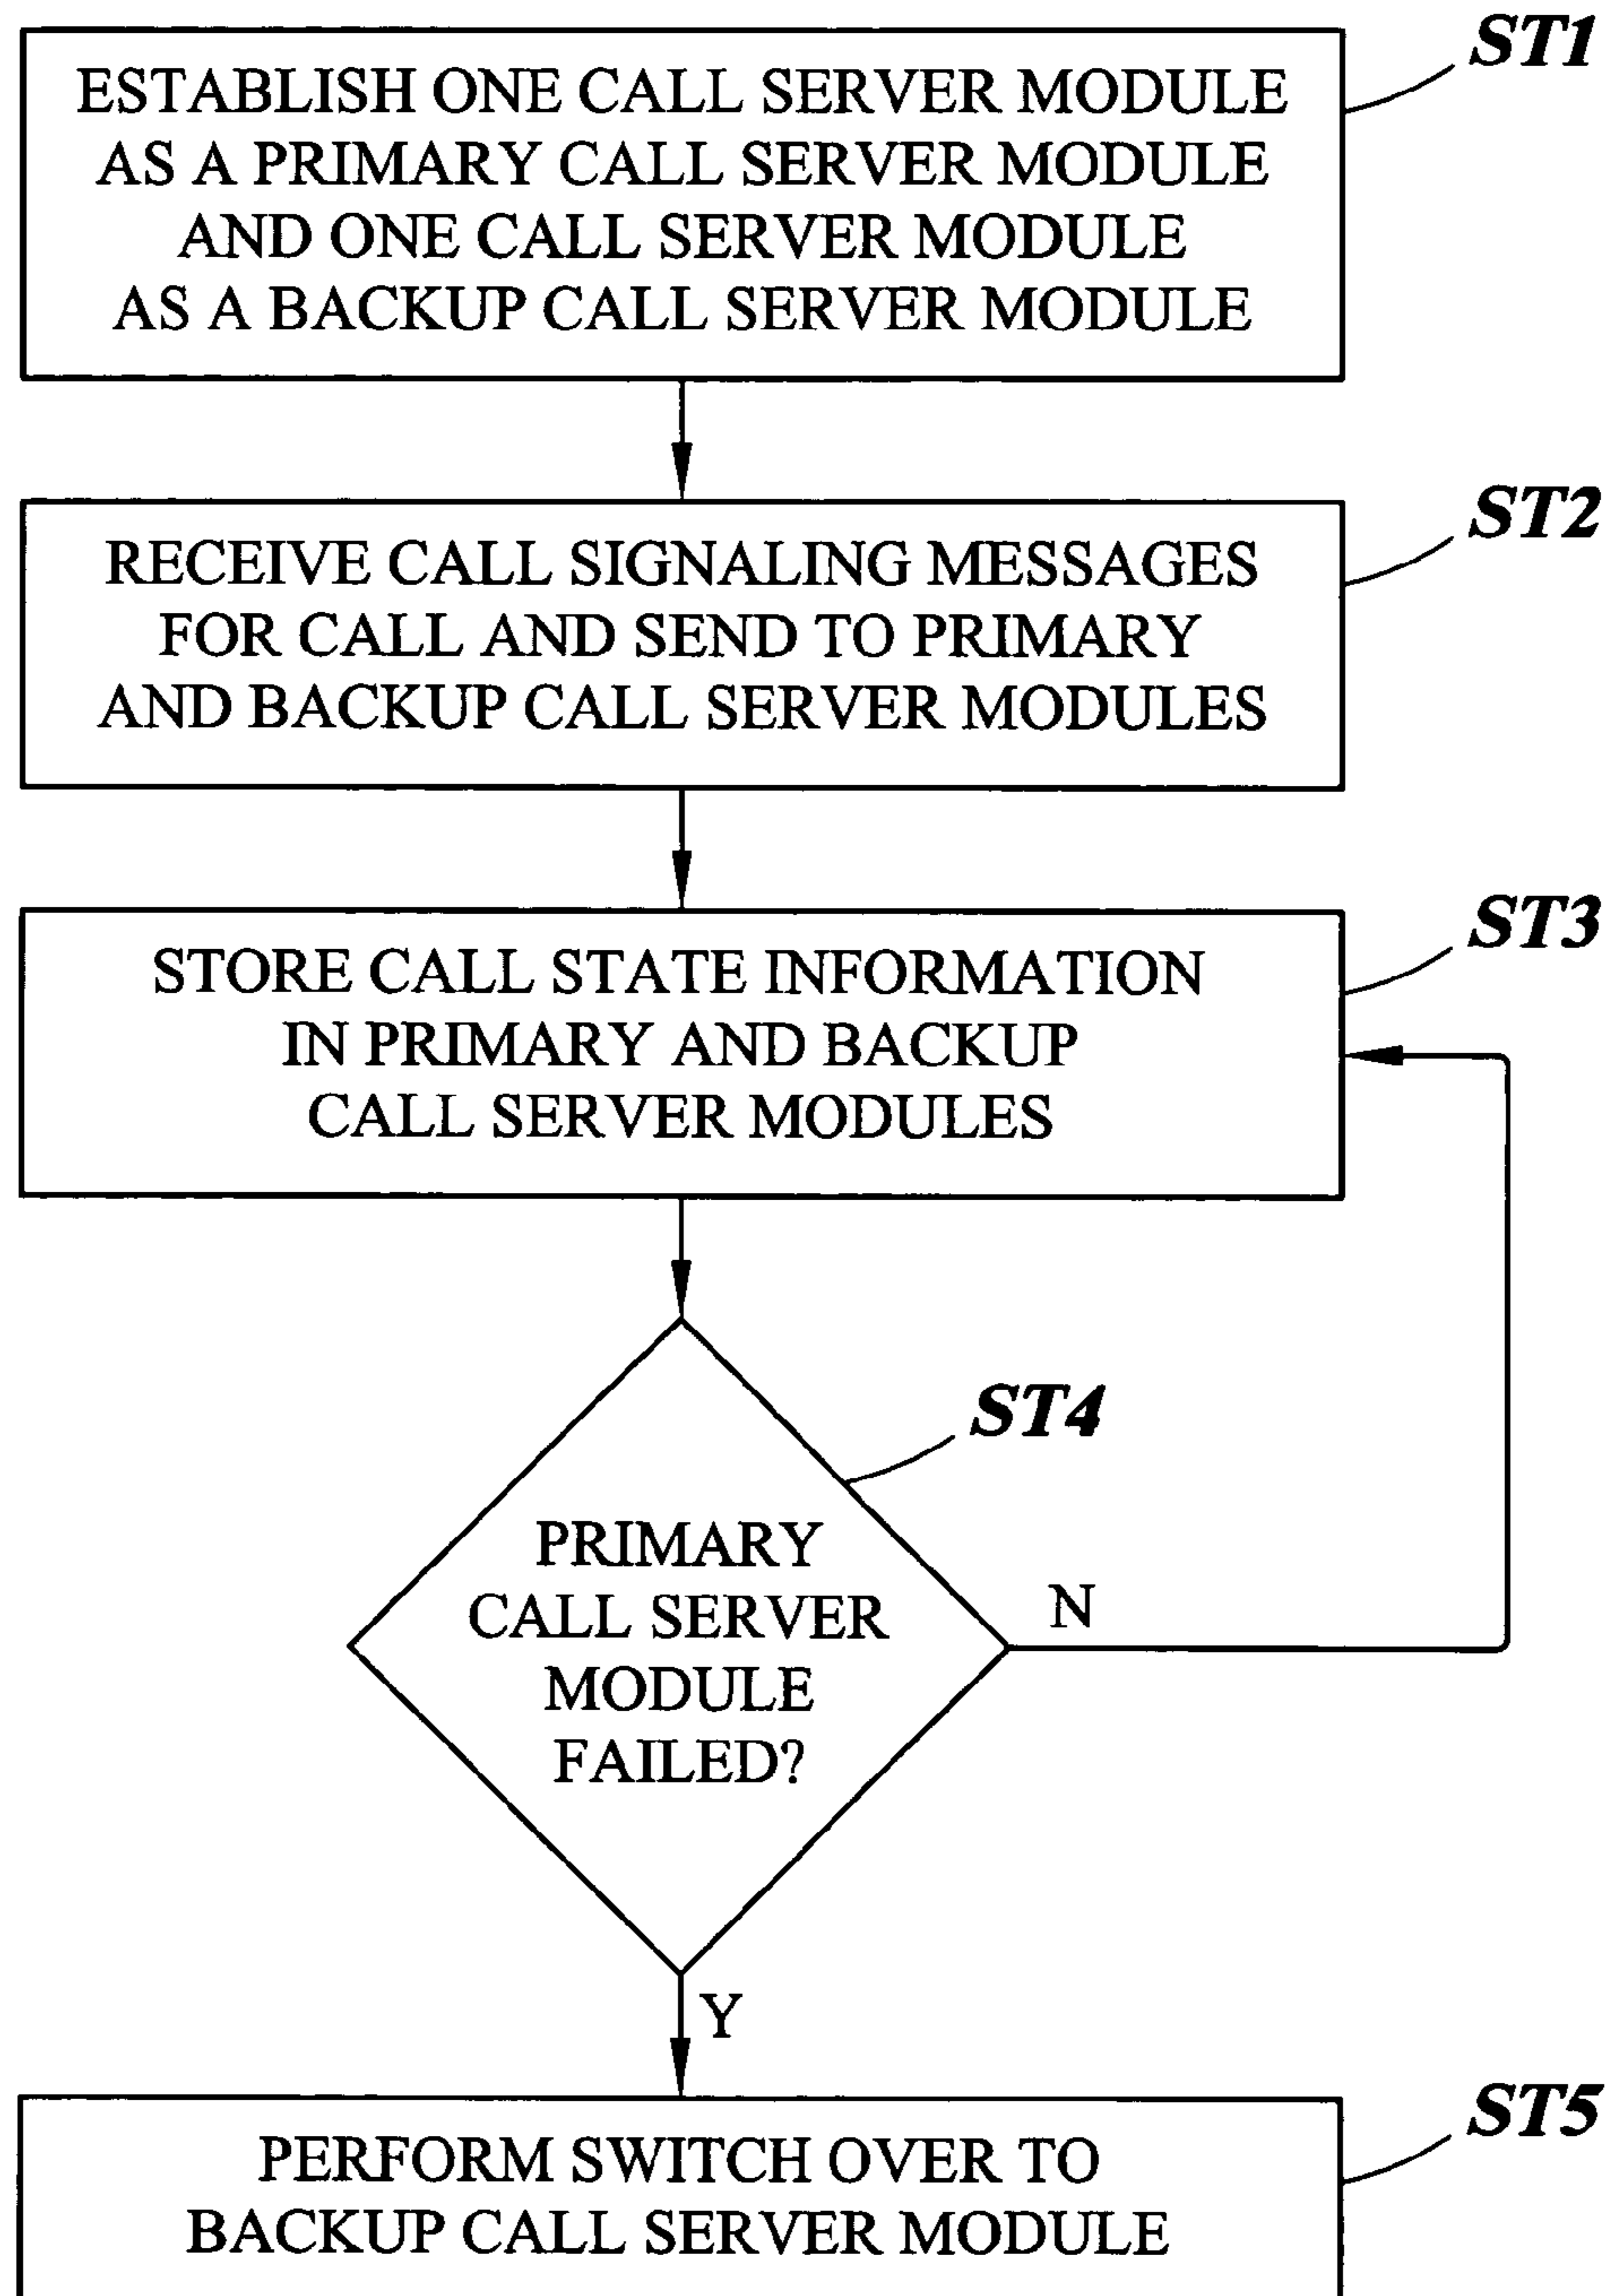 ST1
ESTABLISH ONE CALL SERVER MODULE
AS A PRIMARY CALL SERVER MODULE
AND ONE CALL SERVER MODULE
AS A BACKUP CALL SERVER MODULE
ST2
RECEIVE CALL SIGNALING MESSAGES
FOR CALL AND SEND TO PRIMARY
AND BACKUP CALL SERVER MODULES
ST3
STORE CALL STATE INFORMATION
IN PRIMARY AND BACKUP
CALL SERVER MODULES
ST4
PRIMARY
CALL SERVER
MODULE
FAILED?
N
Y
ST5
PERFORM SWITCH OVER TO
BACKUP CALL SERVER MODULE